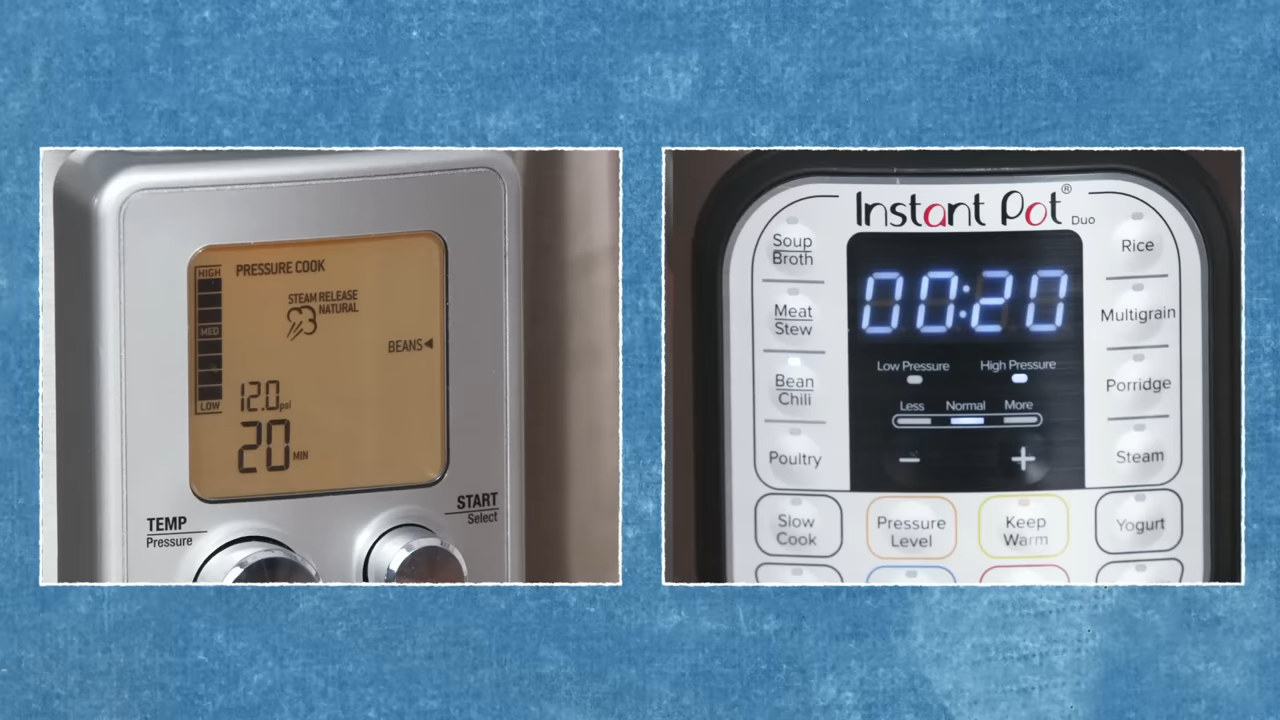 HIGH
PRESSURE COOK
STEAM RELEASE
NATURAL
MED
BEANS
LOW
12.0psi
20 MIN
TEMP
Pressure
START
Select
Instant Pot® Duo
Soup
Broth
Meat
Stew
Bean
Chili
Poultry
00:20
Low Pressure High Pressure
Less Normal More
− +
Rice
Multigrain
Porridge
Steam
Slow
Cook
Pressure
Level
Keep
Warm
Yogurt